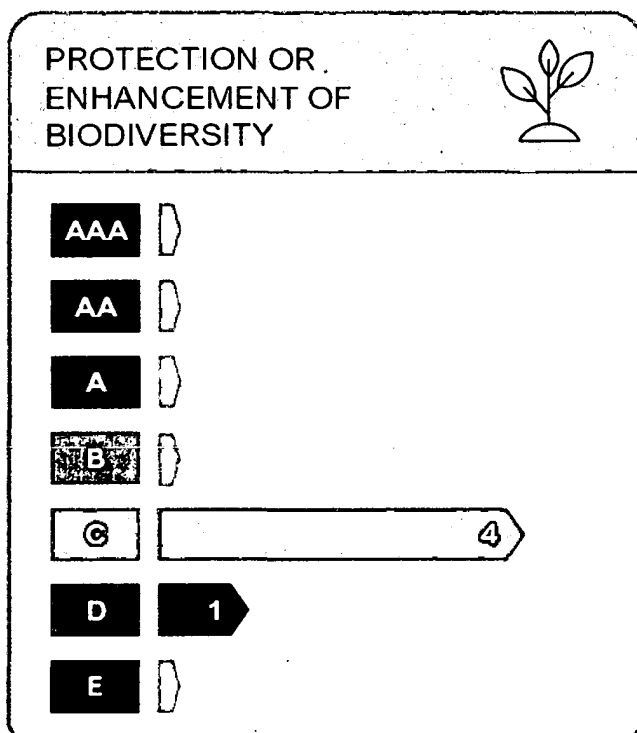 PROTECTION OR
ENHANCEMENT OF
BIODIVERSITY
AAA
AA
A
B
C 4
D 1
E